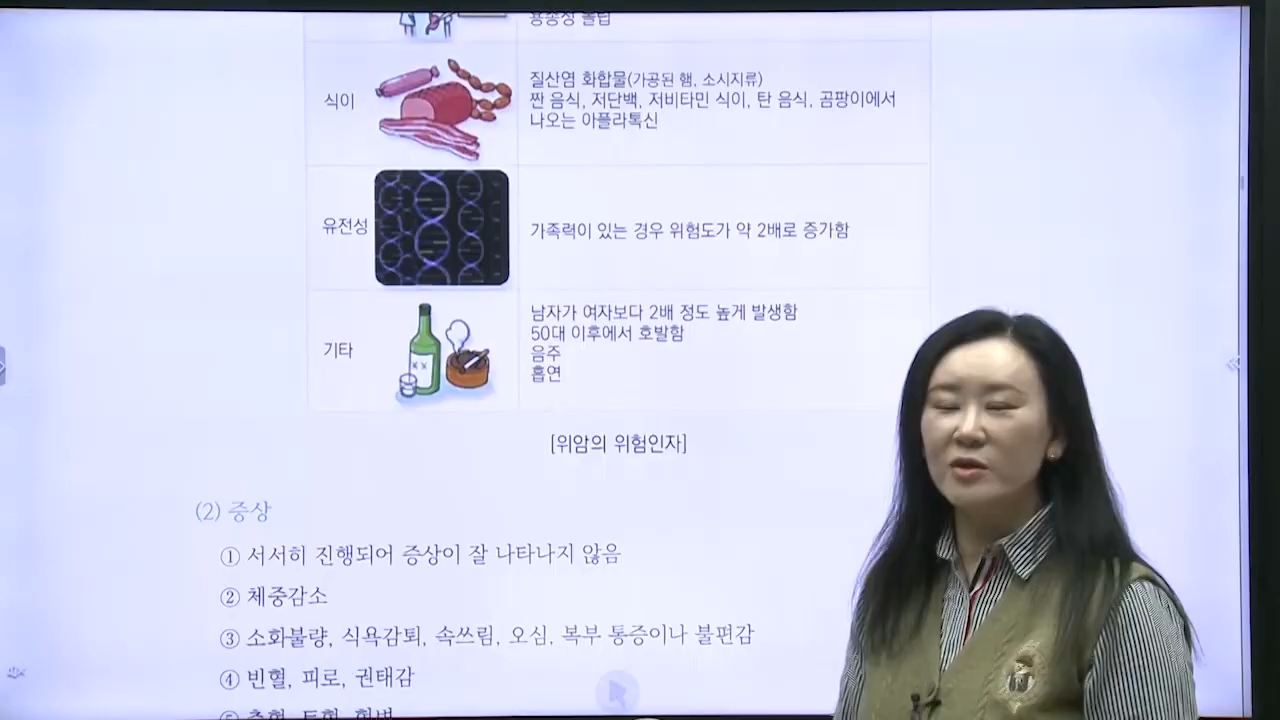 용종성 폴립
식이
질산염 화합물(가공된 햄, 소시지류)
짠 음식, 저단백, 저비타민 식이, 탄 음식, 곰팡이에서
나오는 아플라톡신
유전성
가족력이 있는 경우 위험도가 약 2배로 증가함
기타
남자가 여자보다 2배 정도 높게 발생함
50대 이후에서 호발함
음주
흡연
[위암의 위험인자]
(2) 증상
① 서서히 진행되어 증상이 잘 나타나지 않음
② 체중감소
③ 소화불량, 식욕감퇴, 속쓰림, 오심, 복부 통증이나 불편감
④ 빈혈, 피로, 권태감